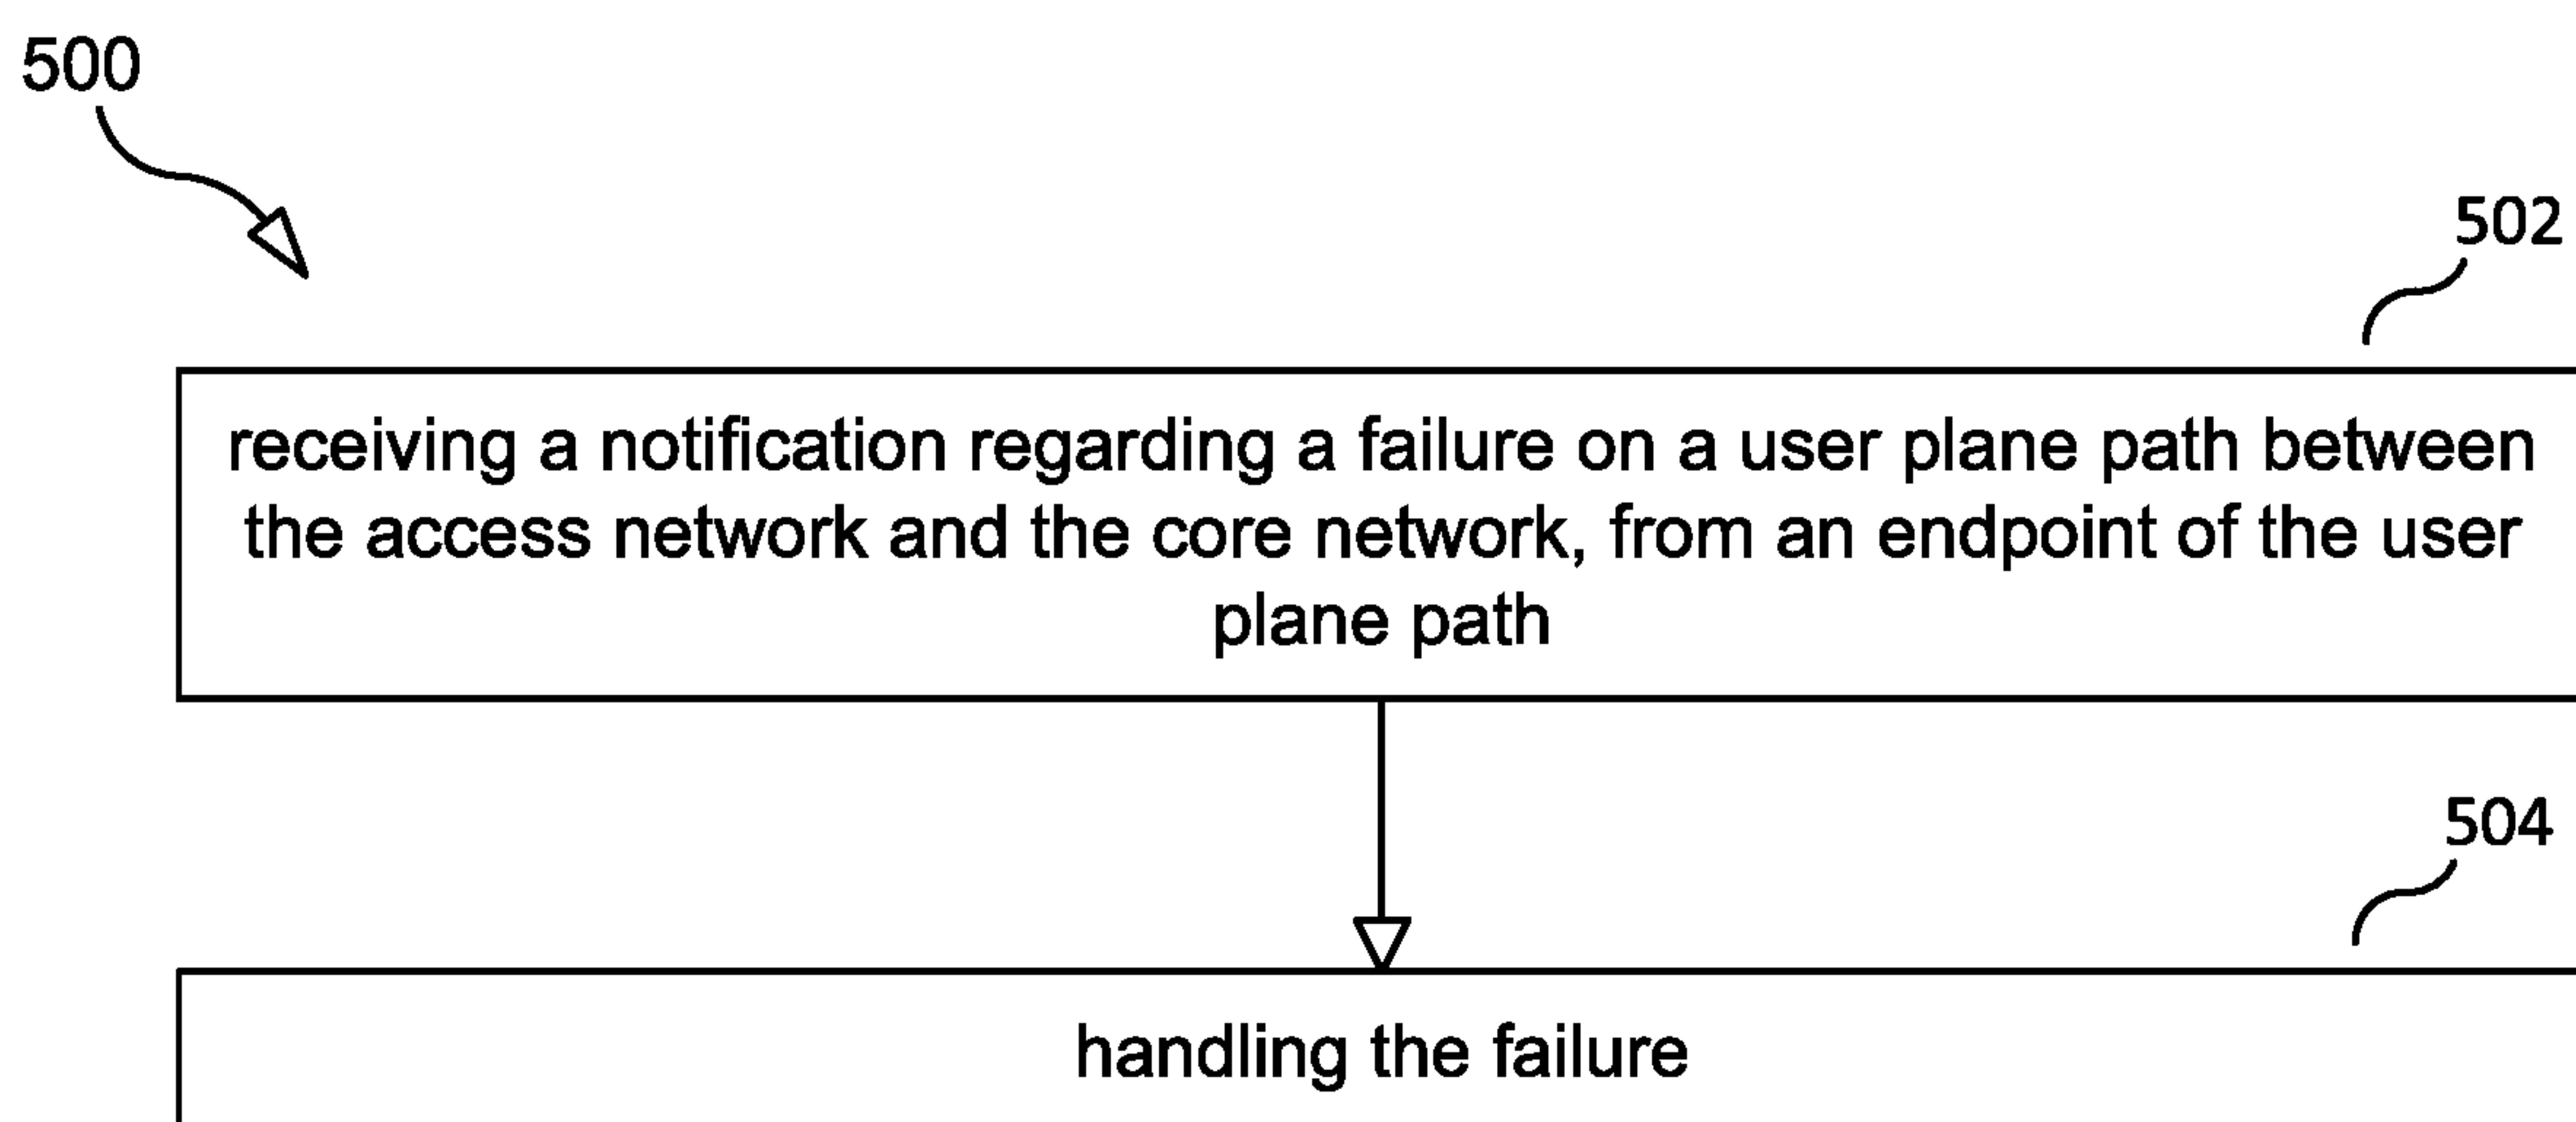 500
502
receiving a notification regarding a failure on a user plane path between
the access network and the core network, from an endpoint of the user
plane path
504
handling the failure